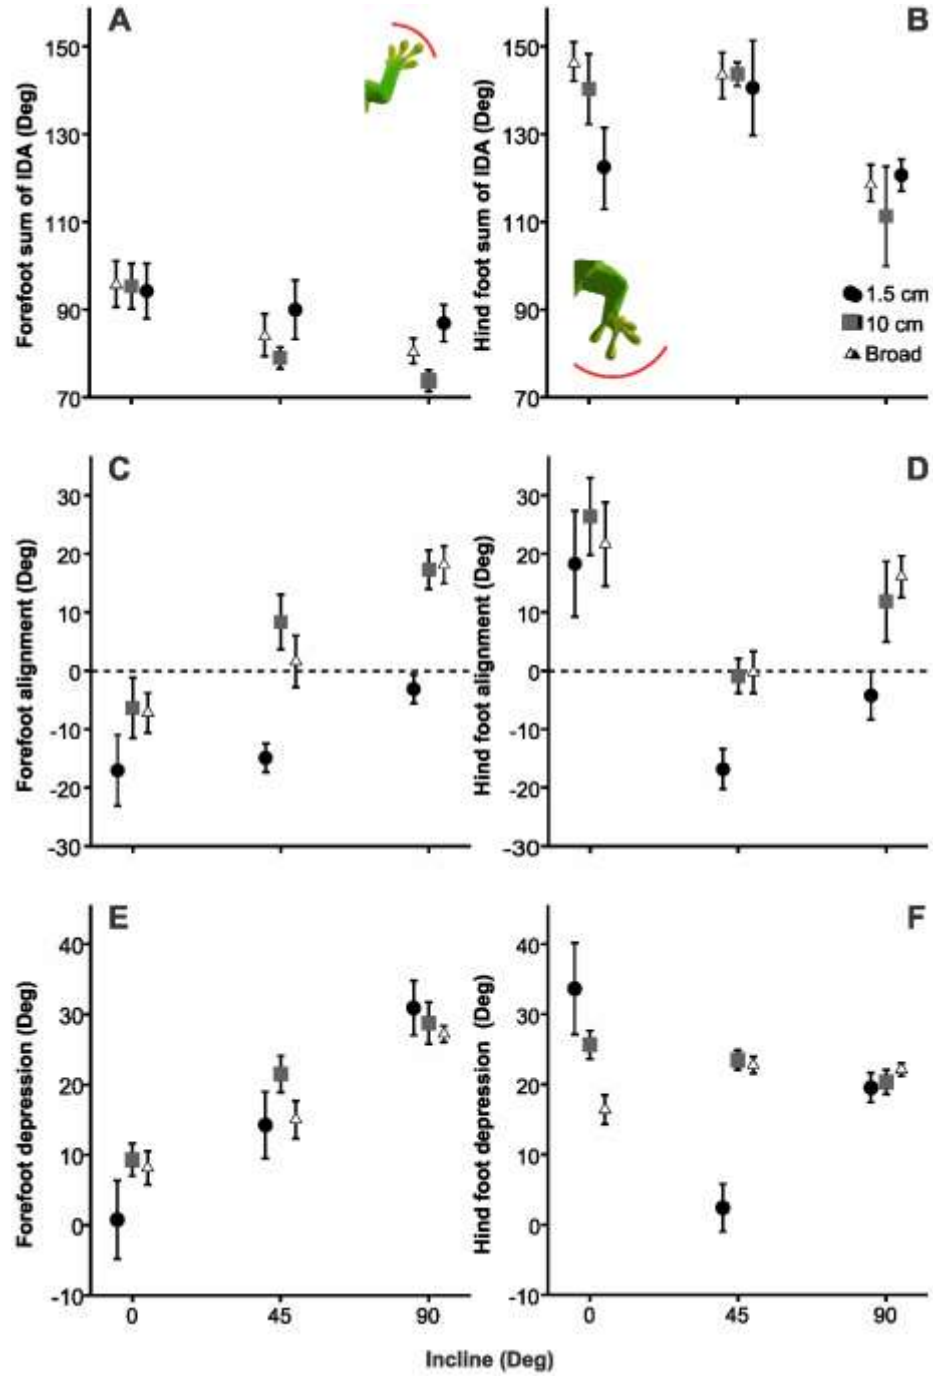 A
Forefoot sum of IDA (Deg)
150
130
110
90
70
B
Hind foot sum of IDA (Deg)
150
130
110
90
70
1.5 cm
10 cm
Broad
C
Forefoot alignment (Deg)
30
20
10
0
-10
-20
-30
D
Hind foot alignment (Deg)
30
20
10
0
-10
-20
-30
E
Forefoot depression (Deg)
40
30
20
10
0
-10
0 45 90
F
Hind foot depression (Deg)
40
30
20
10
0
-10
0 45 90
Incline (Deg)